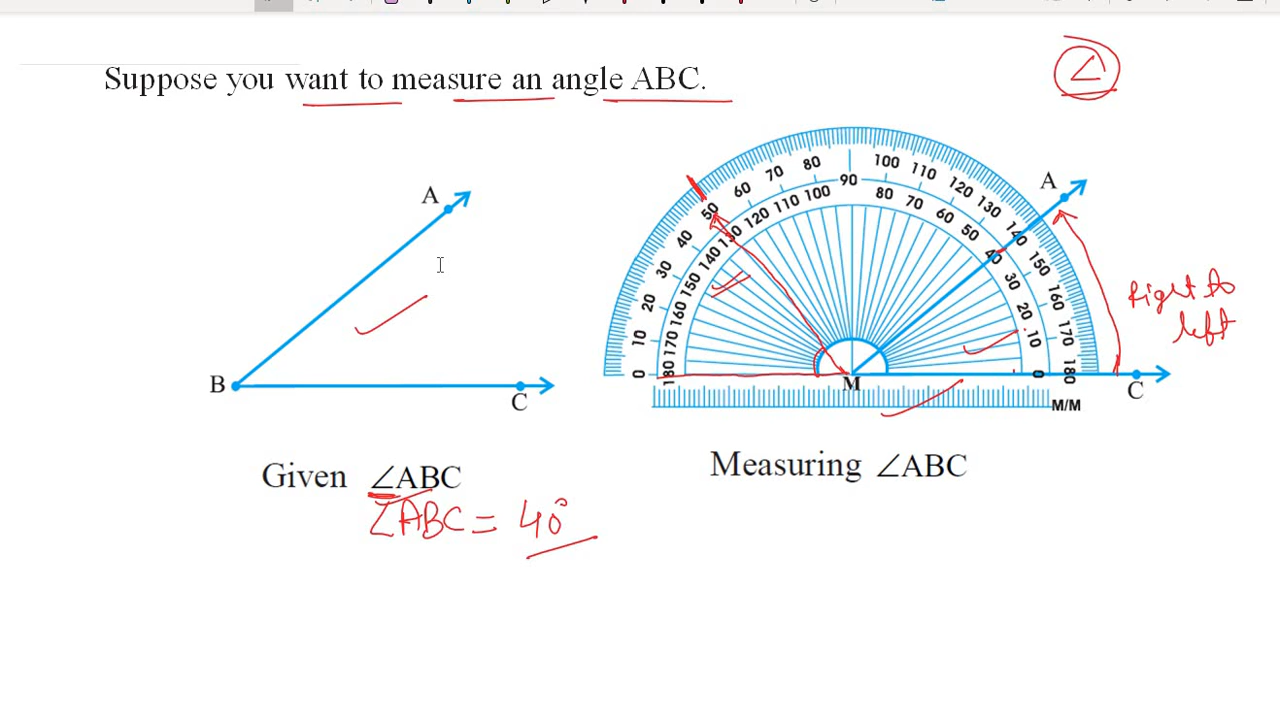 Suppose you want to measure an angle ABC.
∠
A
B
C
Given ∠ABC
∠ABC = 40°
0 10 20 30 40 50 60 70 80 90 100 110 120 130 140 150 160 170 180
180 170 160 150 140 130 120 110 100 80 70 60 50 40 30 20 10 0
A
M
C
M/M
Right to
left
Measuring ∠ABC